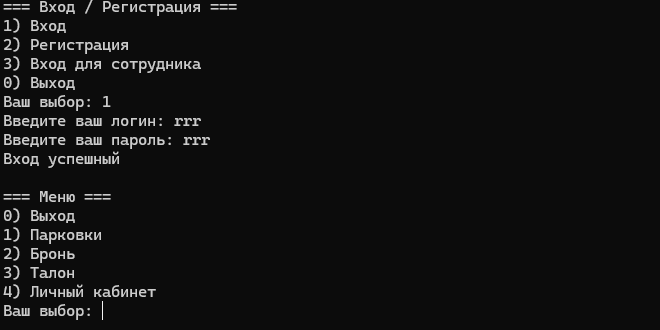 === Вход / Регистрация ===
1) Вход
2) Регистрация
3) Вход для сотрудника
0) Выход
Ваш выбор: 1
Введите ваш логин: rrr
Введите ваш пароль: rrr
Вход успешный
=== Меню ===
0) Выход
1) Парковки
2) Бронь
3) Талон
4) Личный кабинет
Ваш выбор: